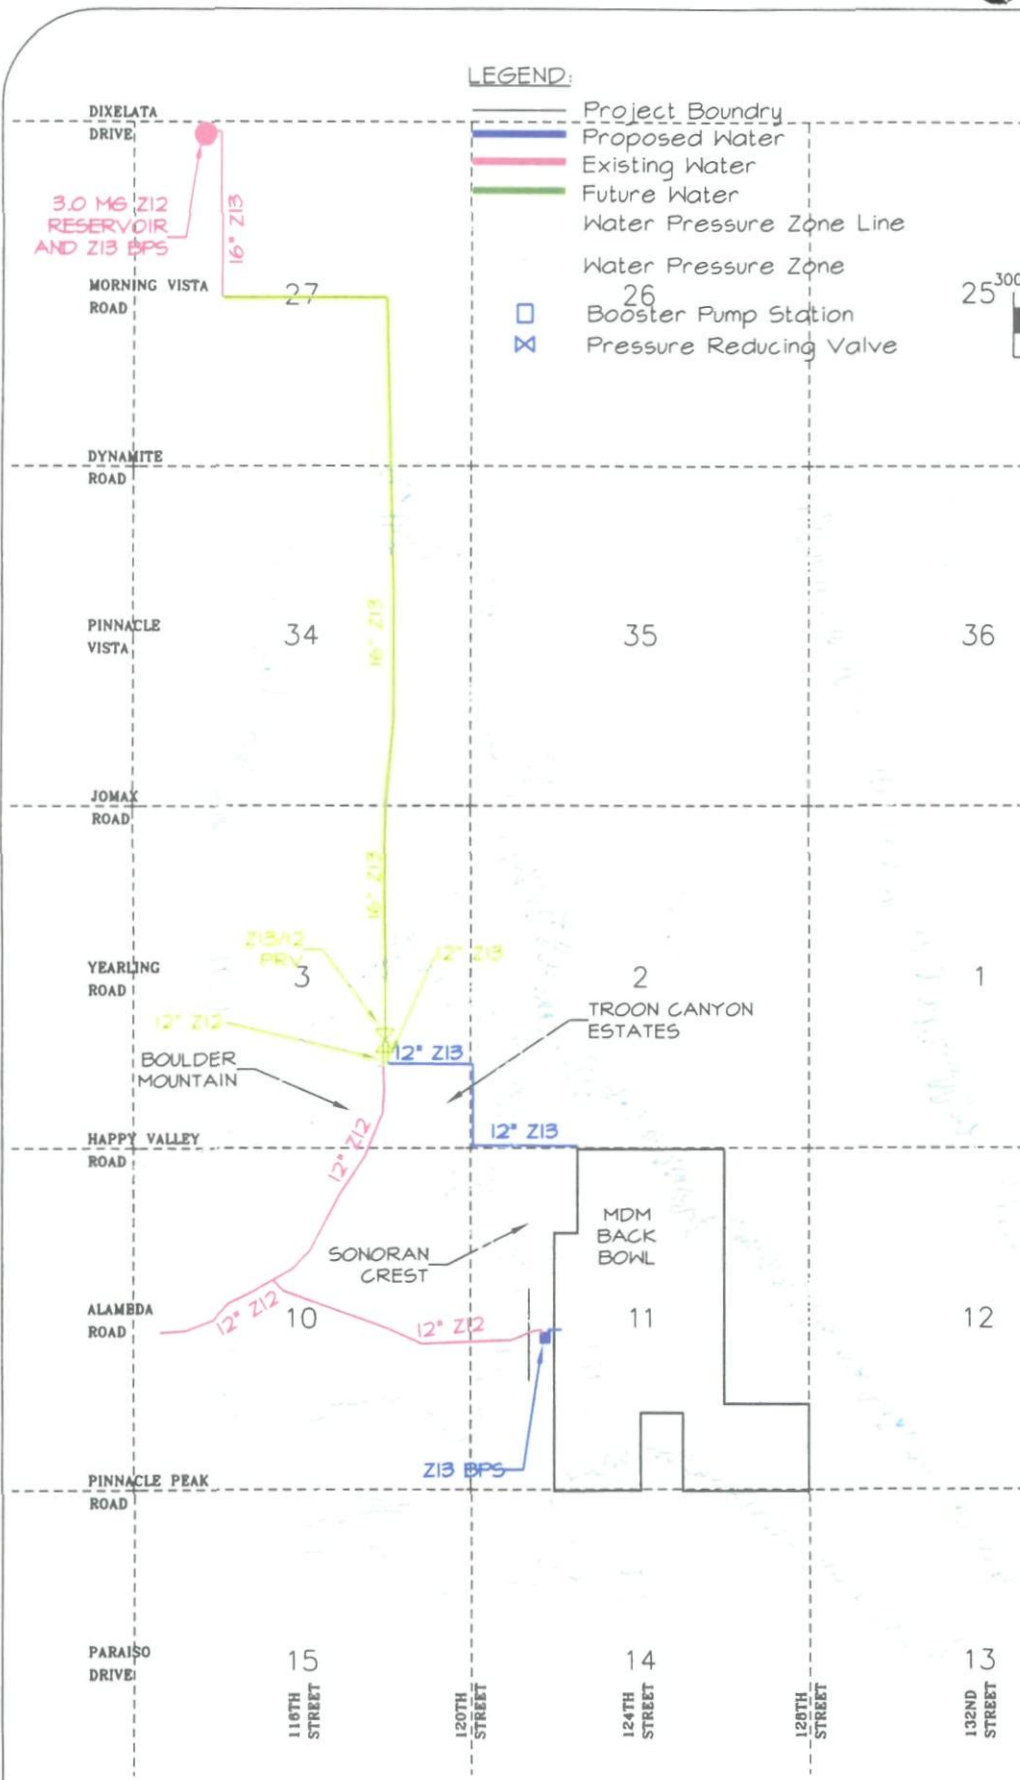 LEGEND:
Project Boundry
Proposed Water
Existing Water
Future Water
Water Pressure Zone Line
Water Pressure Zone
Booster Pump Station
Pressure Reducing Valve
DIXELATA
DRIVE
3.0 MG Z12
RESERVOIR
AND Z13 BPS
16" Z13
MORNING VISTA
ROAD
27
26
25
300
DYNAMITE
ROAD
16" Z13
PINNACLE
VISTA
34
35
36
JOMAX
ROAD
16" Z13
Z13/12
PRV
12" Z13
YEARLING
ROAD
3
2
1
12" Z12
TROON CANYON
ESTATES
12" Z13
BOULDER
MOUNTAIN
12" Z12
12" Z13
HAPPY VALLEY
ROAD
MDM
BACK
BOWL
SONORAN
CREST
ALAMEDA
ROAD
12" Z12
10
12" Z12
11
12
Z13 BPS
PINNACLE PEAK
ROAD
PARAISO
DRIVE
15
14
13
116TH
STREET
120TH
STREET
124TH
STREET
128TH
STREET
132ND
STREET